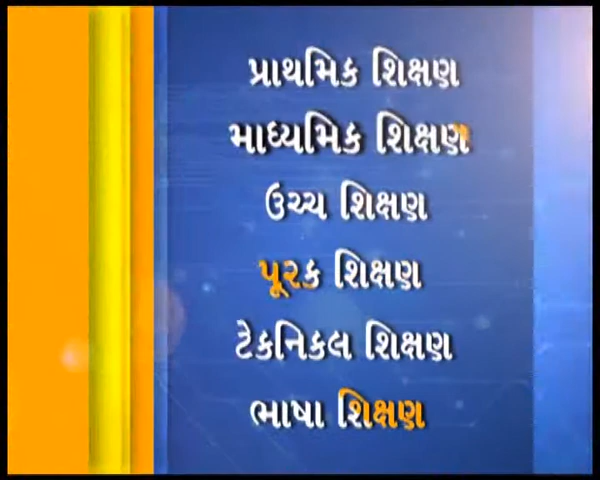 પ્રાથમિક શિક્ષણ
માધ્યમિક શિક્ષણ
ઉચ્ચ શિક્ષણ
પૂરક શિક્ષણ
ટેકનિકલ શિક્ષણ
ભાષા શિક્ષણ